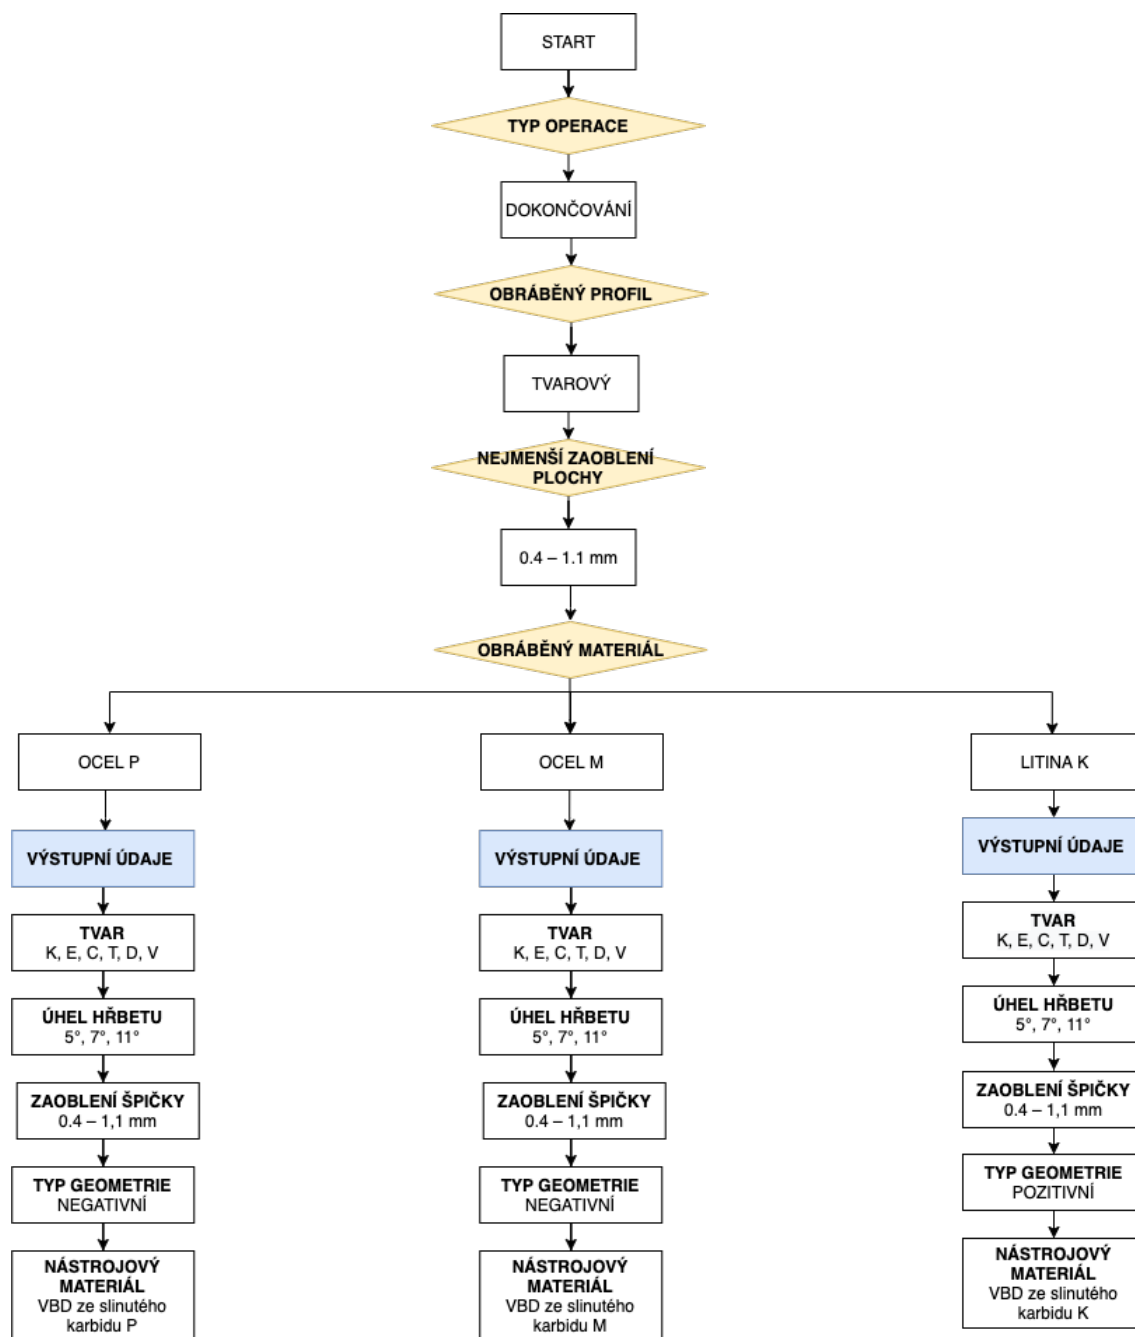 START
TYP OPERACE
DOKONČOVÁNÍ
OBRÁBĚNÝ PROFIL
TVAROVÝ
NEJMENŠÍ ZAOBLENÍ
PLOCHY
0.4 – 1.1 mm
OBRÁBĚNÝ MATERIÁL
OCEL P
VÝSTUPNÍ ÚDAJE
TVAR
K, E, C, T, D, V
ÚHEL HŘBETU
5°, 7°, 11°
ZAOBLENÍ ŠPIČKY
0.4 – 1,1 mm
TYP GEOMETRIE
NEGATIVNÍ
NÁSTROJOVÝ
MATERIÁL
VBD ze slinutého
karbidu P
OCEL M
VÝSTUPNÍ ÚDAJE
TVAR
K, E, C, T, D, V
ÚHEL HŘBETU
5°, 7°, 11°
ZAOBLENÍ ŠPIČKY
0.4 – 1,1 mm
TYP GEOMETRIE
NEGATIVNÍ
NÁSTROJOVÝ
MATERIÁL
VBD ze slinutého
karbidu M
LITINA K
VÝSTUPNÍ ÚDAJE
TVAR
K, E, C, T, D, V
ÚHEL HŘBETU
5°, 7°, 11°
ZAOBLENÍ ŠPIČKY
0.4 – 1,1 mm
TYP GEOMETRIE
POZITIVNÍ
NÁSTROJOVÝ
MATERIÁL
VBD ze slinutého
karbidu K